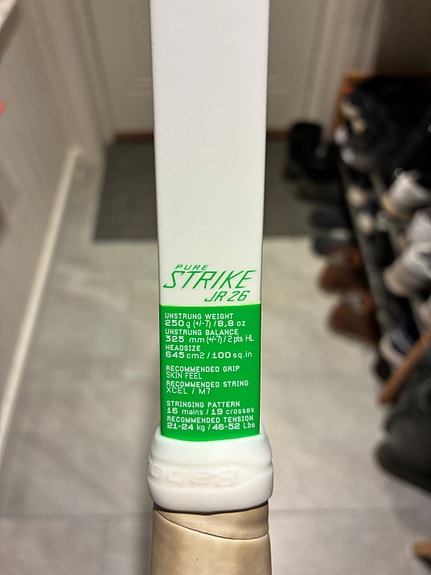 PURE
STRIKE
JR 26
UNSTRUNG WEIGHT
250 g (+/-7) / 8,8 oz
UNSTRUNG BALANCE
325 mm (+/-7) / 2 pts HL
HEADSIZE
645 cm2 / 100 sq.in
RECOMMENDED GRIP
SKIN FEEL
RECOMMENDED STRING
XCEL / M7
STRINGING PATTERN
16 mains / 19 crosses
RECOMMENDED TENSION
21-24 kg / 46-52 Lbs